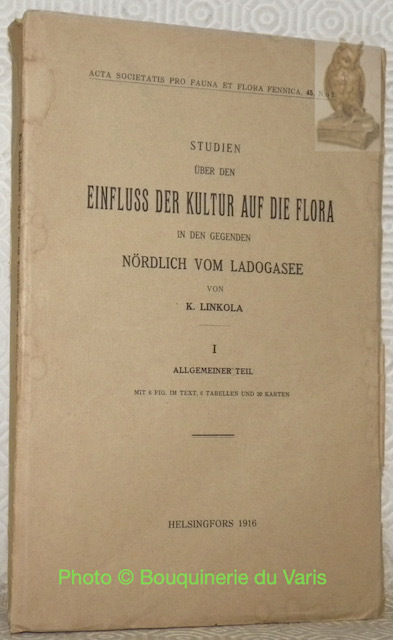 ACTA SOCIETATIS PRO FAUNA ET FLORA FENNICA, 45, N:o
STUDIEN
ÜBER DEN
EINFLUSS DER KULTUR AUF DIE FLORA
IN DEN GEGENDEN
NÖRDLICH VOM LADOGASEE
VON
K. LINKOLA
I
ALLGEMEINER TEIL
MIT 6 FIG. IM TEXT, 6 TABELLEN UND 20 KARTEN
HELSINGFORS 1916
Photo © Bouquinerie du Varis